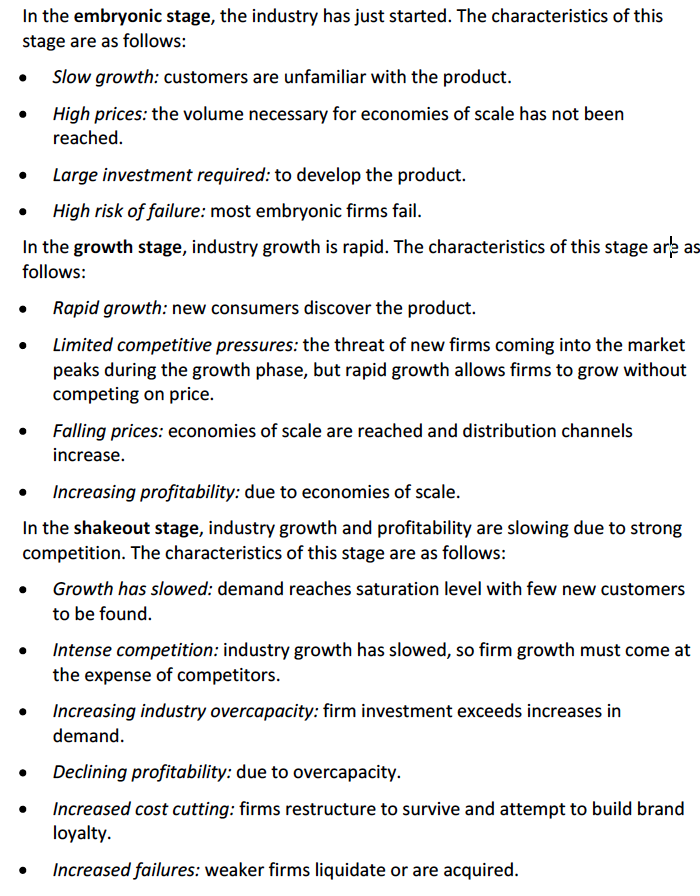 In the embryonic stage, the industry has just started. The characteristics of this
stage are as follows:
• Slow growth: customers are unfamiliar with the product.
• High prices: the volume necessary for economies of scale has not been
reached.
• Large investment required: to develop the product.
• High risk of failure: most embryonic firms fail.
In the growth stage, industry growth is rapid. The characteristics of this stage are as
follows:
• Rapid growth: new consumers discover the product.
• Limited competitive pressures: the threat of new firms coming into the market
peaks during the growth phase, but rapid growth allows firms to grow without
competing on price.
• Falling prices: economies of scale are reached and distribution channels
increase.
• Increasing profitability: due to economies of scale.
In the shakeout stage, industry growth and profitability are slowing due to strong
competition. The characteristics of this stage are as follows:
• Growth has slowed: demand reaches saturation level with few new customers
to be found.
• Intense competition: industry growth has slowed, so firm growth must come at
the expense of competitors.
• Increasing industry overcapacity: firm investment exceeds increases in
demand.
• Declining profitability: due to overcapacity.
• Increased cost cutting: firms restructure to survive and attempt to build brand
loyalty.
• Increased failures: weaker firms liquidate or are acquired.